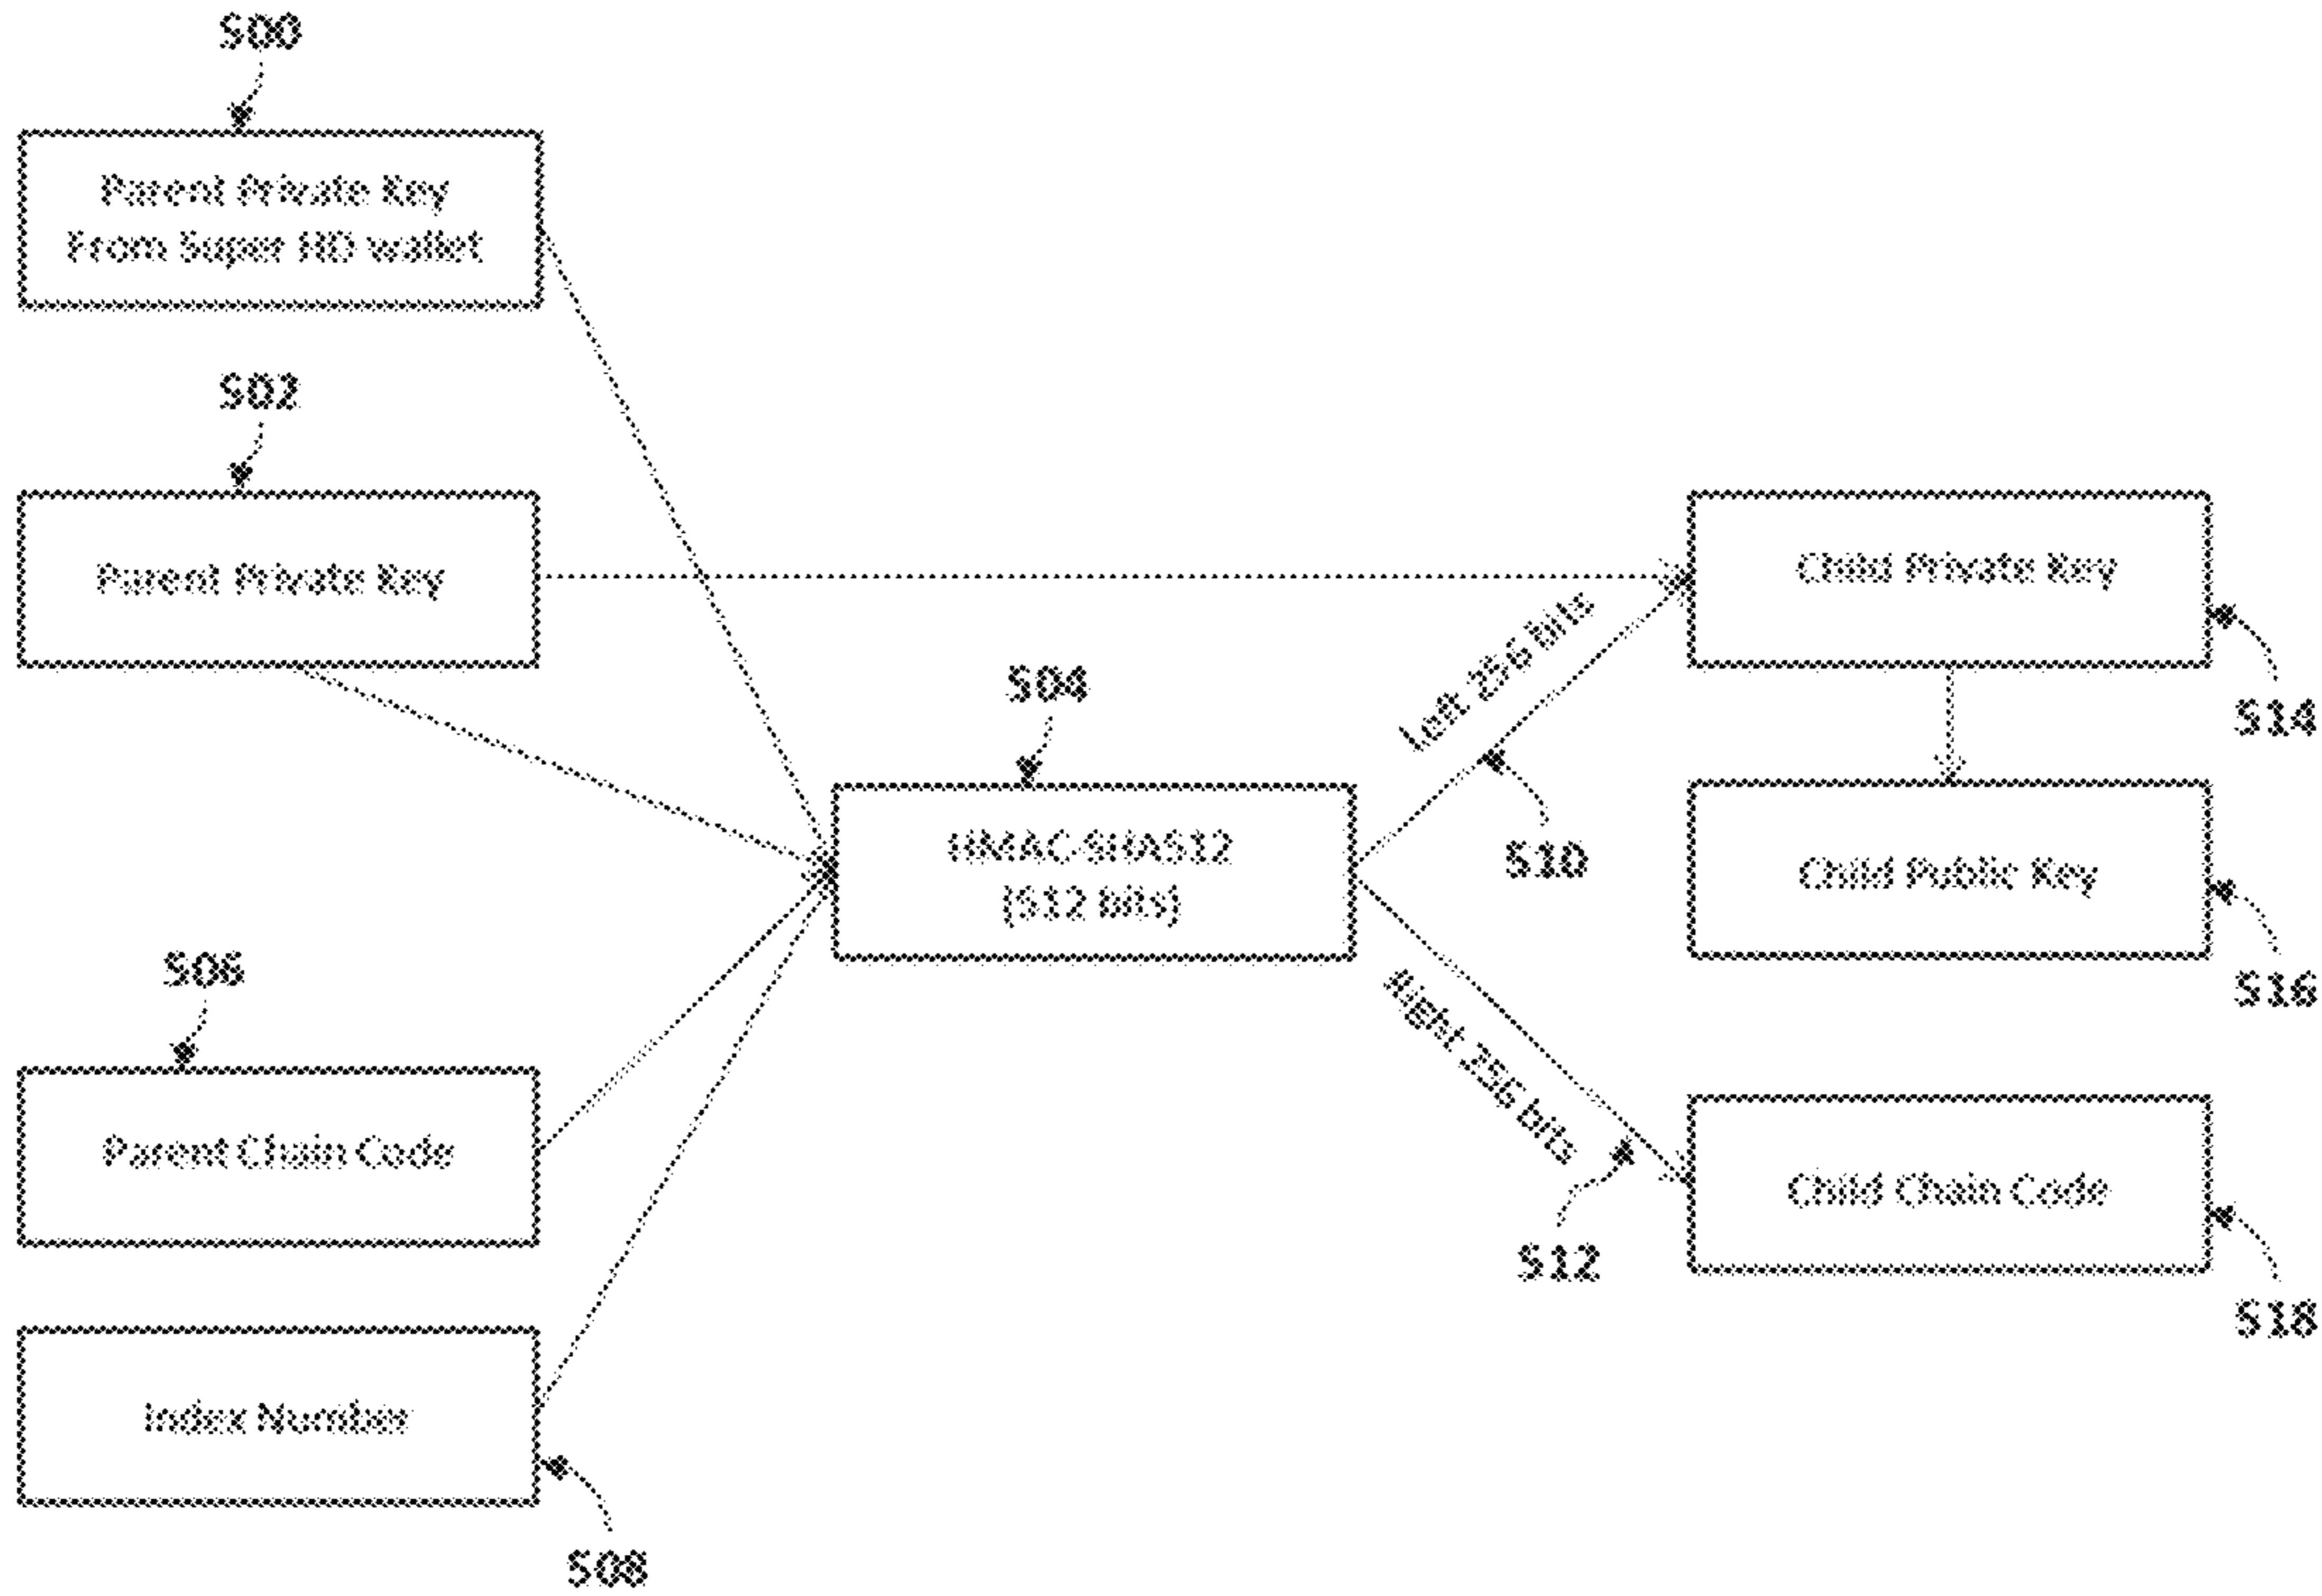 500
Parent Private Key
From Super HD wallet
502
Parent Private Key
Child Private Key
Left 256 bits
504
514
HMAC-SHA512
(512 bits)
510
Child Public Key
506
516
Right 256 bits
Parent Chain Code
Child Chain Code
512
518
Index Number
508